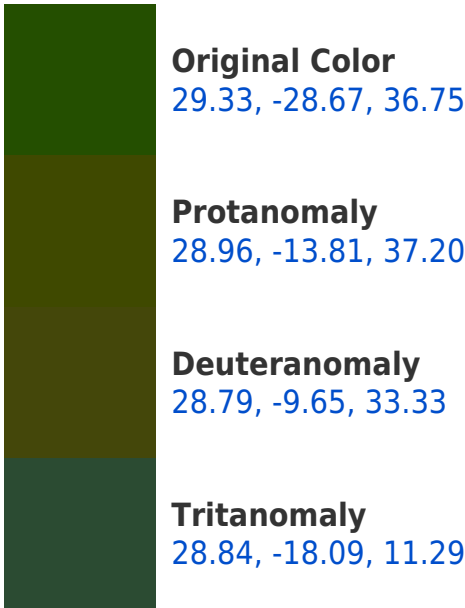 Original Color
29.33, -28.67, 36.75
Protanomaly
28.96, -13.81, 37.20
Deuteranomaly
28.79, -9.65, 33.33
Tritanomaly
28.84, -18.09, 11.29